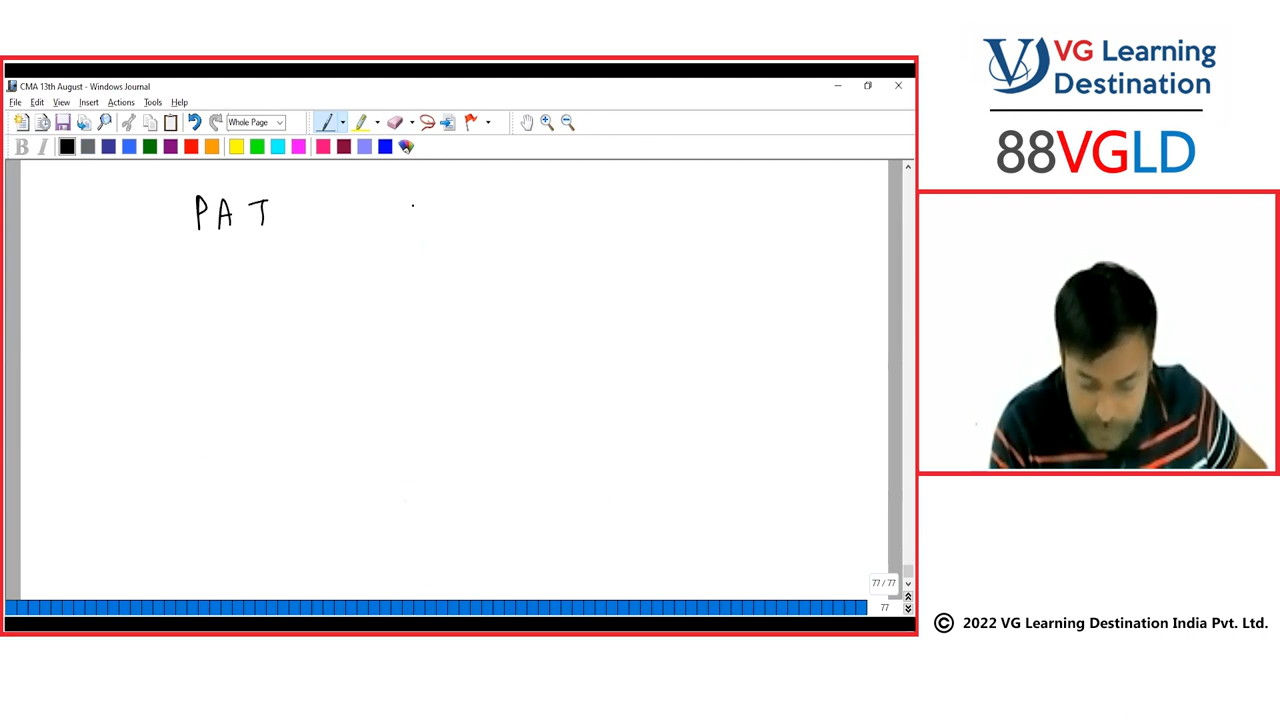 CMA 13th August - Windows Journal
File Edit View Insert Actions Tools Help
Whole Page
B I
P A T
77 / 77
77
VG Learning Destination
88VGLD
© 2022 VG Learning Destination India Pvt. Ltd.